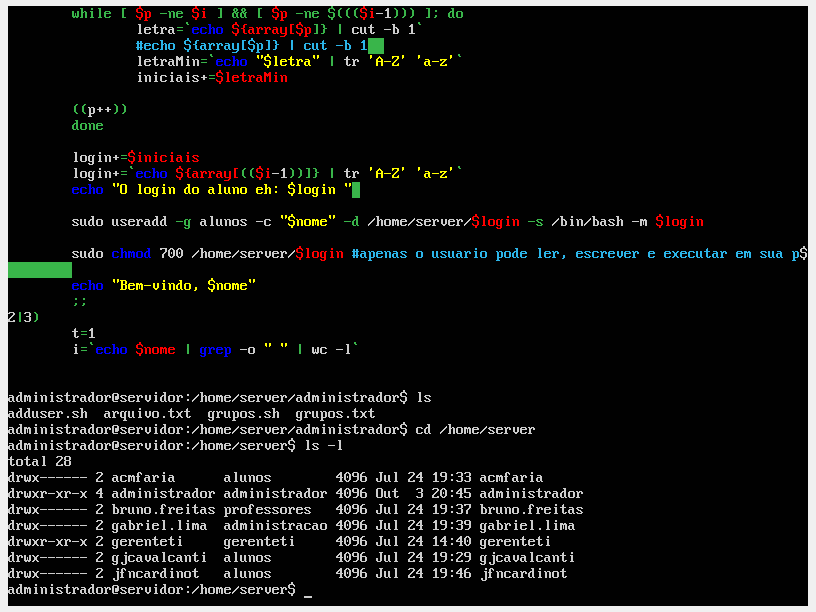 while [ $p -ne $i ] && [ $p -ne $((($i-1))) ]; do
letra=`echo ${array[$p]} | cut -b 1`
#echo ${array[$p]} | cut -b 1
letraMin=`echo "$letra" | tr 'A-Z' 'a-z'`
iniciais+=$letraMin
((p++))
done
login+=$iniciais
login+=`echo ${array[(($i-1))]} | tr 'A-Z' 'a-z'`
echo "O login do aluno eh: $login "
sudo useradd -g alunos -c "$nome" -d /home/server/$login -s /bin/bash -m $login
sudo chmod 700 /home/server/$login #apenas o usuario pode ler, escrever e executar em sua p$
echo "Bem-vindo, $nome"
;;
2|3)
t=1
i=`echo $nome | grep -o " " | wc -l`
administrador@servidor:/home/server/administrador$ ls
adduser.sh  arquivo.txt  grupos.sh  grupos.txt
administrador@servidor:/home/server/administrador$ cd /home/server
administrador@servidor:/home/server$ ls -l
total 28
drwx------ 2 acmfaria      alunos        4096 Jul 24 19:33 acmfaria
drwxr-xr-x 4 administrador administrador 4096 Out  3 20:45 administrador
drwx------ 2 bruno.freitas professores   4096 Jul 24 19:37 bruno.freitas
drwx------ 2 gabriel.lima  administracao 4096 Jul 24 19:39 gabriel.lima
drwxr-xr-x 2 gerenteti     gerenteti     4096 Jul 24 14:40 gerenteti
drwx------ 2 gjcavalcanti  alunos        4096 Jul 24 19:29 gjcavalcanti
drwx------ 2 jfncardinot   alunos        4096 Jul 24 19:46 jfncardinot
administrador@servidor:/home/server$ _